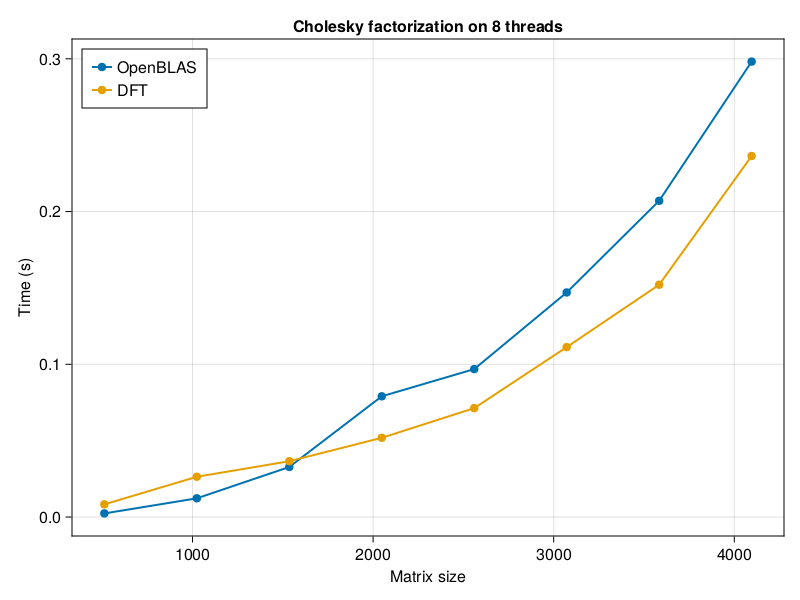 Cholesky factorization on 8 threads
OpenBLAS
DFT
0.3
0.2
0.1
0.0
Time (s)
1000 2000 3000 4000
Matrix size